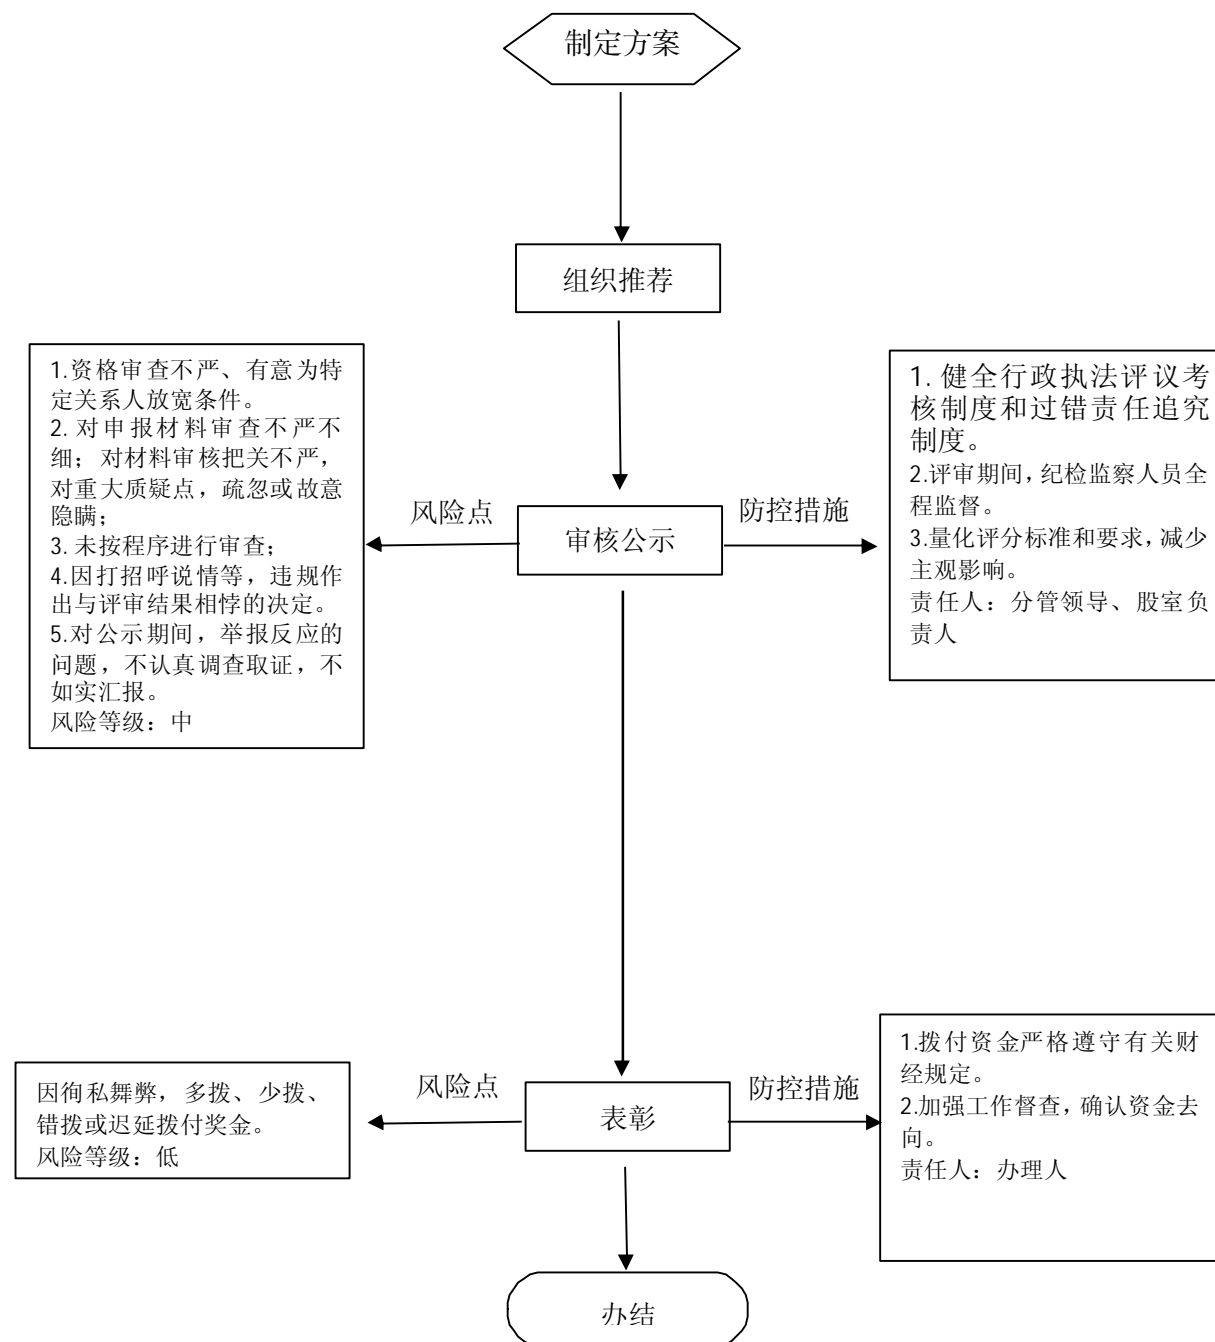 制定方案
组织推荐
1.资格审查不严、有意为特
定关系人放宽条件。
2.对申报材料审查不严不
细；对材料审核把关不严，
对重大质疑点，疏忽或故意
隐瞒；
3.未按程序进行审查；
4.因打招呼说情等，违规作
出与评审结果相悖的决定。
5.对公示期间，举报反应的
问题，不认真调查取证，不
如实汇报。
风险等级：中
风险点
审核公示
防控措施
1.健全行政执法评议考
核制度和过错责任追究
制度。
2.评审期间，纪检监察人员全
程监督。
3.量化评分标准和要求，减少
主观影响。
责任人：分管领导、股室负
责人
因徇私舞弊，多拨、少拨、
错拨或迟延拨付奖金。
风险等级：低
风险点
表彰
防控措施
1.拨付资金严格遵守有关财
经规定。
2.加强工作督查，确认资金去
向。
责任人：办理人
办结